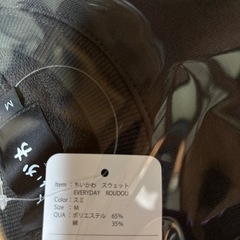 Item : ちいかわ スウェット
EVERYDAY ROUDOU
Color : スミ
Size : M
QUA : ポリエステル 65%
綿 35%
M